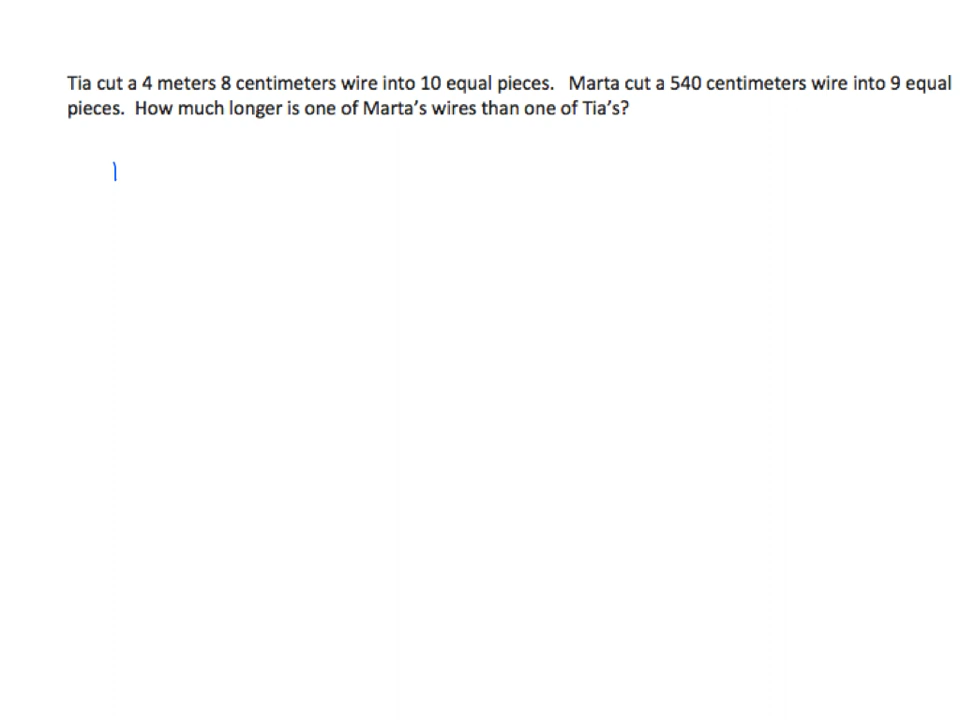 Tia cut a 4 meters 8 centimeters wire into 10 equal pieces.   Marta cut a 540 centimeters wire into 9 equal
pieces.  How much longer is one of Marta’s wires than one of Tia’s?